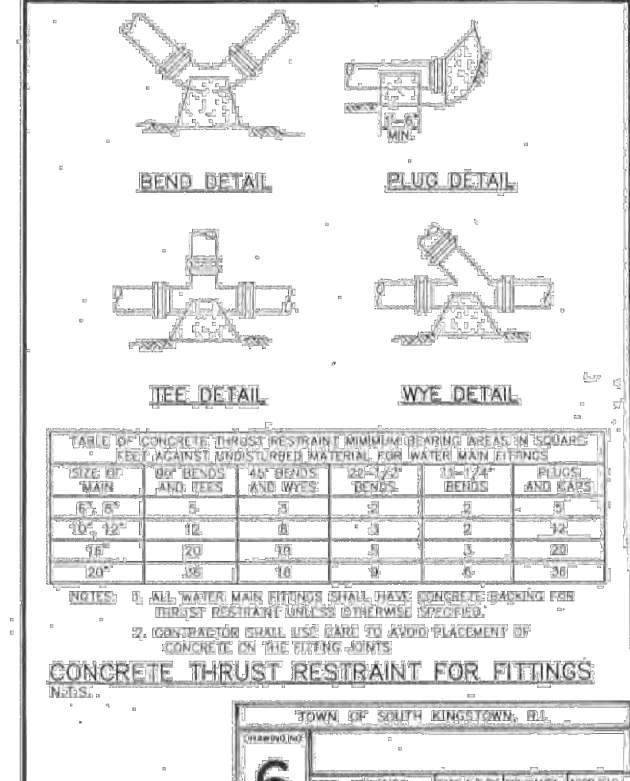 MIN.
BEND DETAIL
PLUG DETAIL
TEE DETAIL
WYE DETAIL
TABLE OF CONCRETE THRUST RESTRAINT MINIMUM BEARING AREAS IN SQUARE
FEET AGAINST UNDISTURBED MATERIAL FOR WATER MAIN FITTINGS
SIZE OF MAIN
90° BENDS AND TEES
45° BENDS AND WYES
22-1/2° BENDS
11-1/4° BENDS
PLUGS AND CAPS
6", 8" 5 3 2 2 5
10", 12" 12 8 3 2 12
16" 20 10 5 3 20
20" 36 18 9 6 36
NOTES: 1. ALL WATER MAIN FITTINGS SHALL HAVE CONCRETE BACKING FOR
THRUST RESTRAINT UNLESS OTHERWISE SPECIFIED.
2. CONTRACTOR SHALL USE CARE TO AVOID PLACEMENT OF
CONCRETE ON THE FITTING JOINTS
CONCRETE THRUST RESTRAINT FOR FITTINGS
N.T.S.
TOWN OF SOUTH KINGSTOWN, R.I.
DRAWING NO.
6